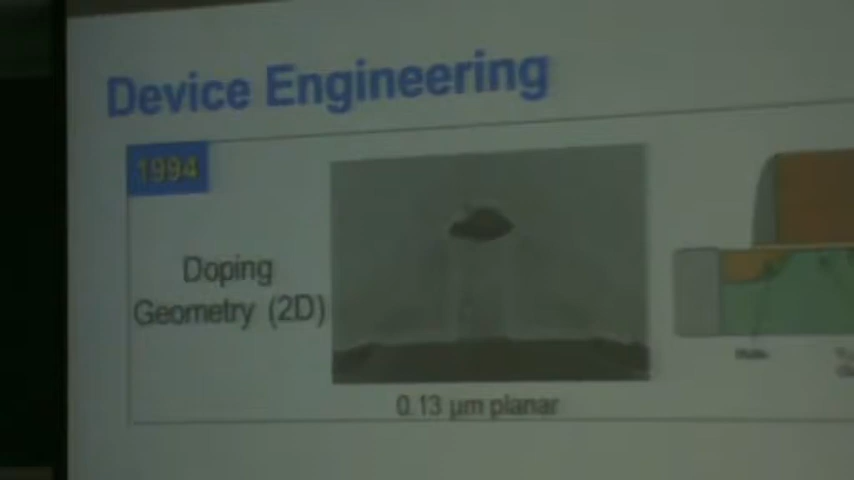 Device Engineering
1994
Doping
Geometry (2D)
0.13 µm planar